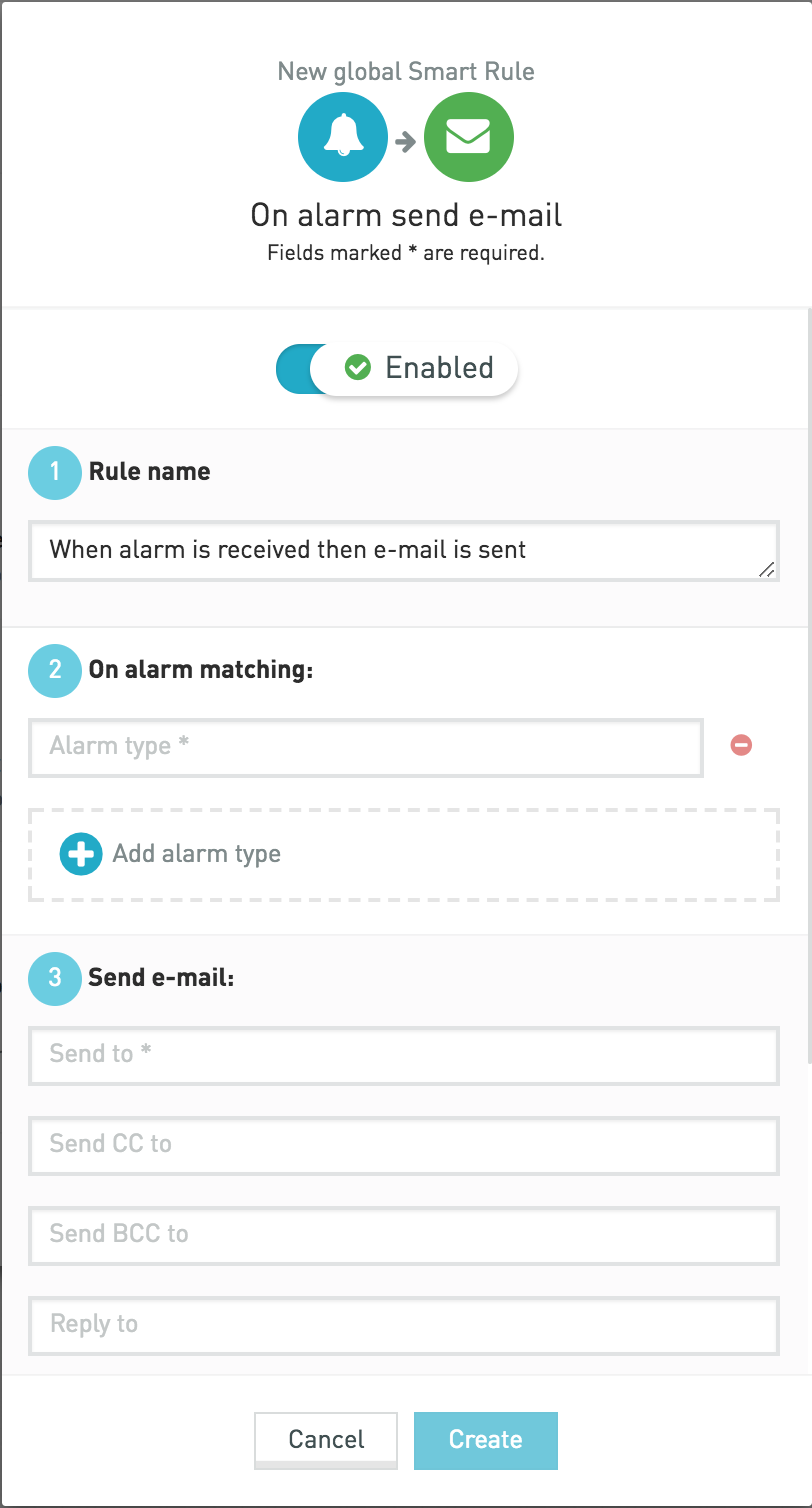 New global Smart Rule
On alarm send e-mail
Fields marked * are required.
Enabled
1 Rule name
When alarm is received then e-mail is sent
2 On alarm matching:
Alarm type *
Add alarm type
3 Send e-mail:
Send to *
Send CC to
Send BCC to
Reply to
Cancel Create